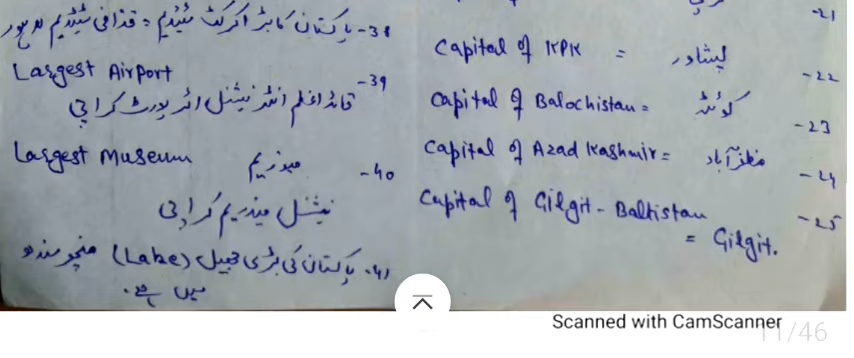 -21
Capital of KPK = پشاور
-22
Capital of Balochistan = کوئٹہ
-23
Capital of Azad Kashmir = مظفرآباد
-24
Capital of Gilgit - Baltistan
-25
= Gilgit.
38- پاکستان کا بڑا کرکٹ سٹیڈیم = قذافی سٹیڈیم لاہور
Largest Airport
39-
قائداعظم انٹرنیشنل ائرپورٹ کراچی
Largest Museum میوزیم
40-
نیشنل میوزیم کراچی
41- پاکستان کی بڑی جھیل (Lake) منچھر سندھ
میں ہے۔
Scanned with CamScanner
11/46